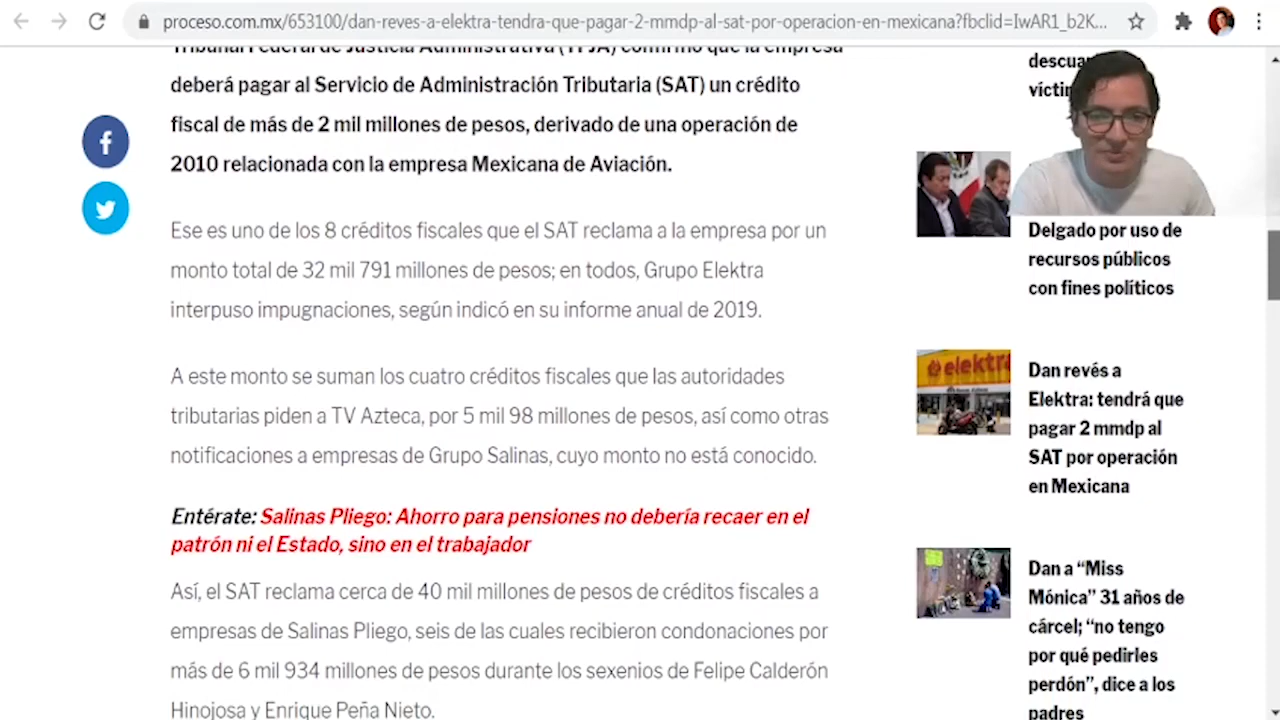 proceso.com.mx/653100/dan-reves-a-elektra-tendra-que-pagar-2-mmdp-al-sat-por-operacion-en-mexicana?fbclid=IwAR1_b2K...
Tribunal Federal de Justicia Administrativa (TFJA) confirmó que la empresa
deberá pagar al Servicio de Administración Tributaria (SAT) un crédito
fiscal de más de 2 mil millones de pesos, derivado de una operación de
2010 relacionada con la empresa Mexicana de Aviación.
Ese es uno de los 8 créditos fiscales que el SAT reclama a la empresa por un
monto total de 32 mil 791 millones de pesos; en todos, Grupo Elektra
interpuso impugnaciones, según indicó en su informe anual de 2019.
A este monto se suman los cuatro créditos fiscales que las autoridades
tributarias piden a TV Azteca, por 5 mil 98 millones de pesos, así como otras
notificaciones a empresas de Grupo Salinas, cuyo monto no está conocido.
Entérate: Salinas Pliego: Ahorro para pensiones no debería recaer en el
patrón ni el Estado, sino en el trabajador
Así, el SAT reclama cerca de 40 mil millones de pesos de créditos fiscales a
empresas de Salinas Pliego, seis de las cuales recibieron condonaciones por
más de 6 mil 934 millones de pesos durante los sexenios de Felipe Calderón
Hinojosa y Enrique Peña Nieto.
Delgado por uso de
recursos públicos
con fines políticos
elektra
Dan revés a
Elektra: tendrá que
pagar 2 mmdp al
SAT por operación
en Mexicana
Dan a “Miss
Mónica” 31 años de
cárcel; “no tengo
por qué pedirles
perdón”, dice a los
padres